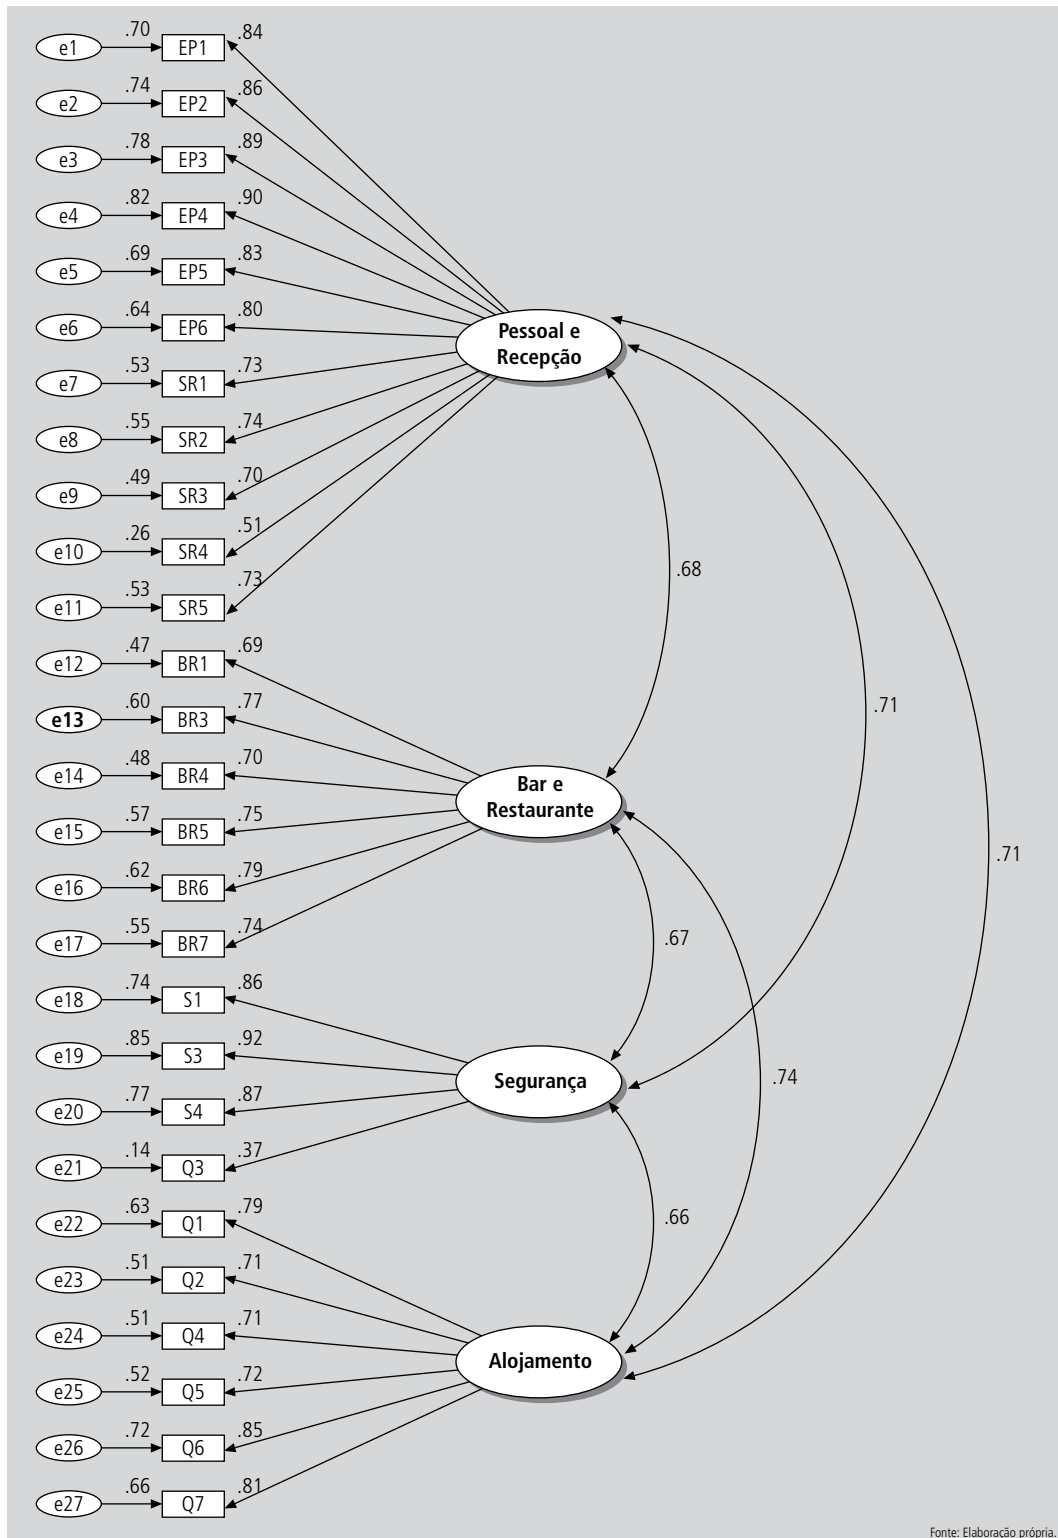 .70 .84
e1 EP1
.74 .86
e2 EP2
.78 .89
e3 EP3
.82 .90
e4 EP4
.69 .83
e5 EP5
.64 .80
e6 EP6
Pessoal e
Recepção
.53 .73
e7 SR1
.55 .74
e8 SR2
.49 .70
e9 SR3
.26 .51
e10 SR4
.68
.53 .73
e11 SR5
.47 .69
e12 BR1
.71
.60 .77
e13 BR3
.48 .70
e14 BR4
Bar e
Restaurante
.57 .75
e15 BR5
.71
.62 .79
e16 BR6
.55 .74
e17 BR7
.67
.74 .86
e18 S1
.85 .92
e19 S3
Segurança
.74
.77 .87
e20 S4
.14 .37
e21 Q3
.63 .79
e22 Q1
.66
.51 .71
e23 Q2
.51 .71
e24 Q4
Alojamento
.52 .72
e25 Q5
.72 .85
e26 Q6
.66 .81
e27 Q7
Fonte: Elaboração própria.